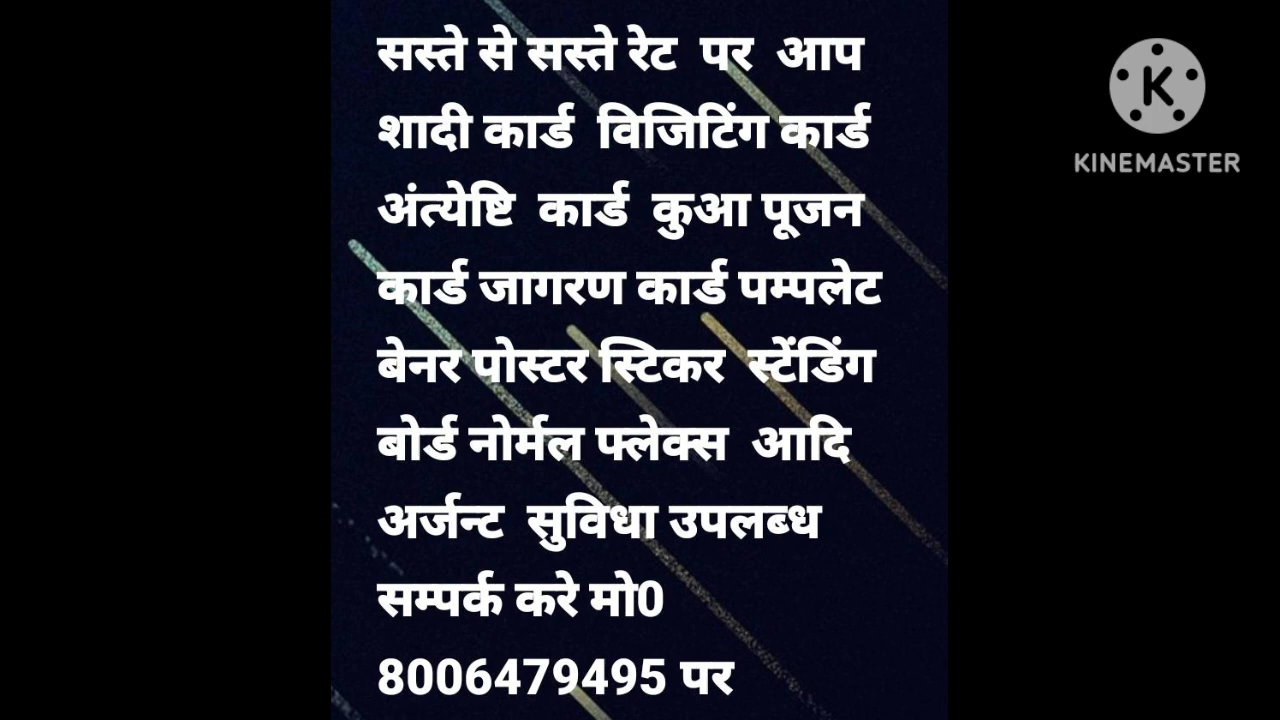 सस्ते से सस्ते रेट पर आप
शादी कार्ड विजिटिंग कार्ड
अंत्येष्टि कार्ड कुआ पूजन
कार्ड जागरण कार्ड पम्पलेट
बेनर पोस्टर स्टिकर स्टेंडिंग
बोर्ड नोर्मल फ्लेक्स आदि
अर्जन्ट सुविधा उपलब्ध
सम्पर्क करे मो0
8006479495 पर
K
KINEMASTER